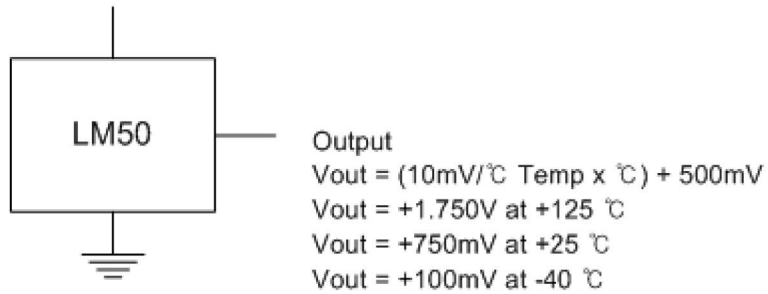 LM50
Output
Vout = (10mV/℃ Temp x ℃) + 500mV
Vout = +1.750V at +125 ℃
Vout = +750mV at +25 ℃
Vout = +100mV at -40 ℃